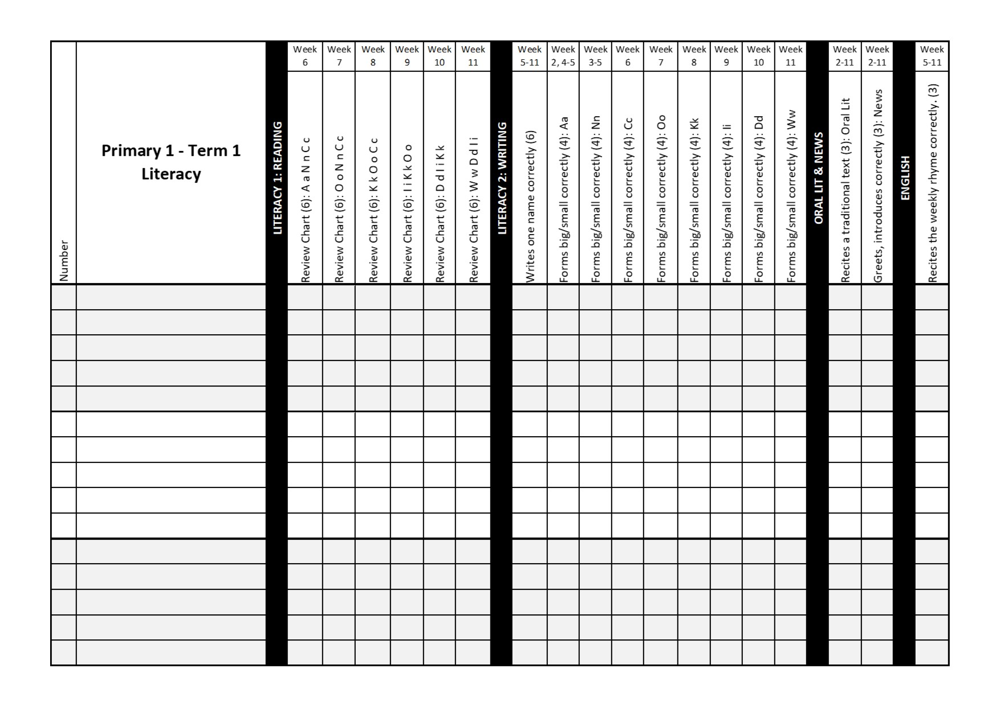 Number
Primary 1 - Term 1
Literacy
LITERACY 1: READING
Week
6
Review Chart (6): A a N n C c
Week
7
Review Chart (6): O o N n C c
Week
8
Review Chart (6): K k O o C c
Week
9
Review Chart (6): I i K k O o
Week
10
Review Chart (6): D d I i K k
Week
11
Review Chart (6): W w D d I i
LITERACY 2: WRITING
Week
5-11
Writes one name correctly (6)
Week
2, 4-5
Forms big/small correctly (4): Aa
Week
3-5
Forms big/small correctly (4): Nn
Week
6
Forms big/small correctly (4): Cc
Week
7
Forms big/small correctly (4): Oo
Week
8
Forms big/small correctly (4): Kk
Week
9
Forms big/small correctly (4): Ii
Week
10
Forms big/small correctly (4): Dd
Week
11
Forms big/small correctly (4): Ww
ORAL LIT & NEWS
Week
2-11
Recites a traditional text (3): Oral Lit
Week
2-11
Greets, introduces correctly (3): News
ENGLISH
Week
5-11
Recites the weekly rhyme correctly. (3)